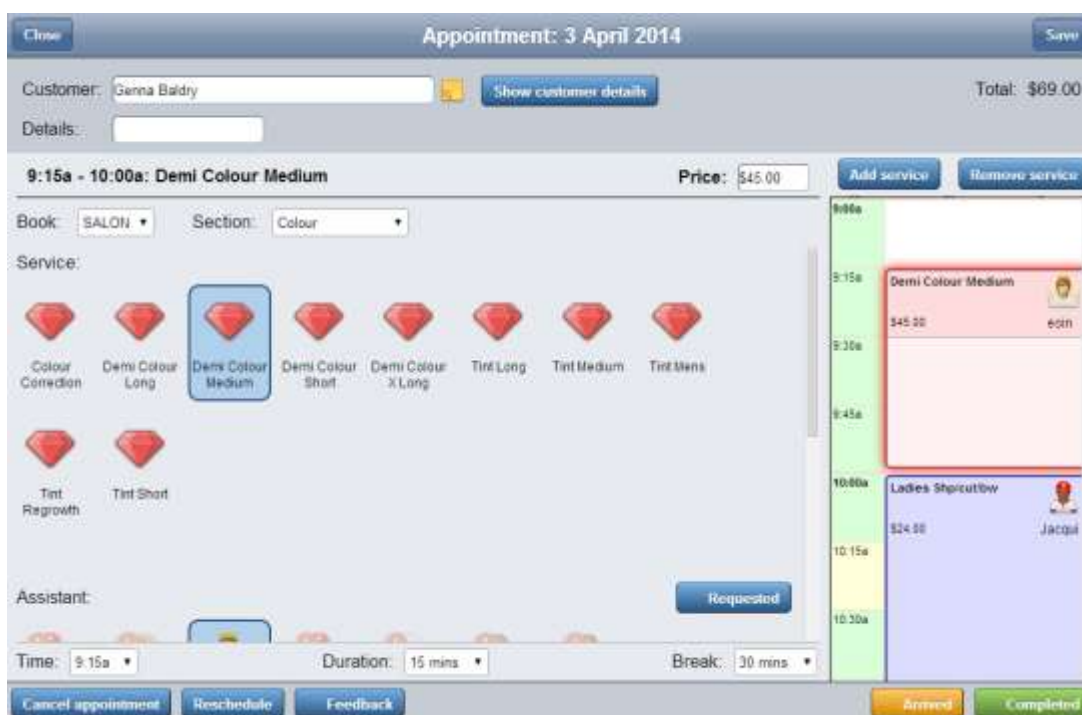 Close Appointment: 3 April 2014 Save
Customer: Genna Baldry Show customer details Total: $69.00
Details:
9:15a - 10:00a: Demi Colour Medium Price: $45.00 Add service Remove service
Book: SALON Section: Colour
Service:
Colour Correction Demi Colour Long Demi Colour Medium Demi Colour Short Demi Colour X Long Tint Long Tint Medium Tint Mens
Tint Regrowth Tint Short
Assistant: Requested
Time: 9:15a Duration: 15 mins Break: 30 mins
Cancel appointment Reschedule Feedback Arrived Completed
9:00a
9:15a Demi Colour Medium
$45.00
9:30a
9:45a
10:00a Ladies Shp/cut/bw
$24.00 Jacqui
10:15a
10:30a